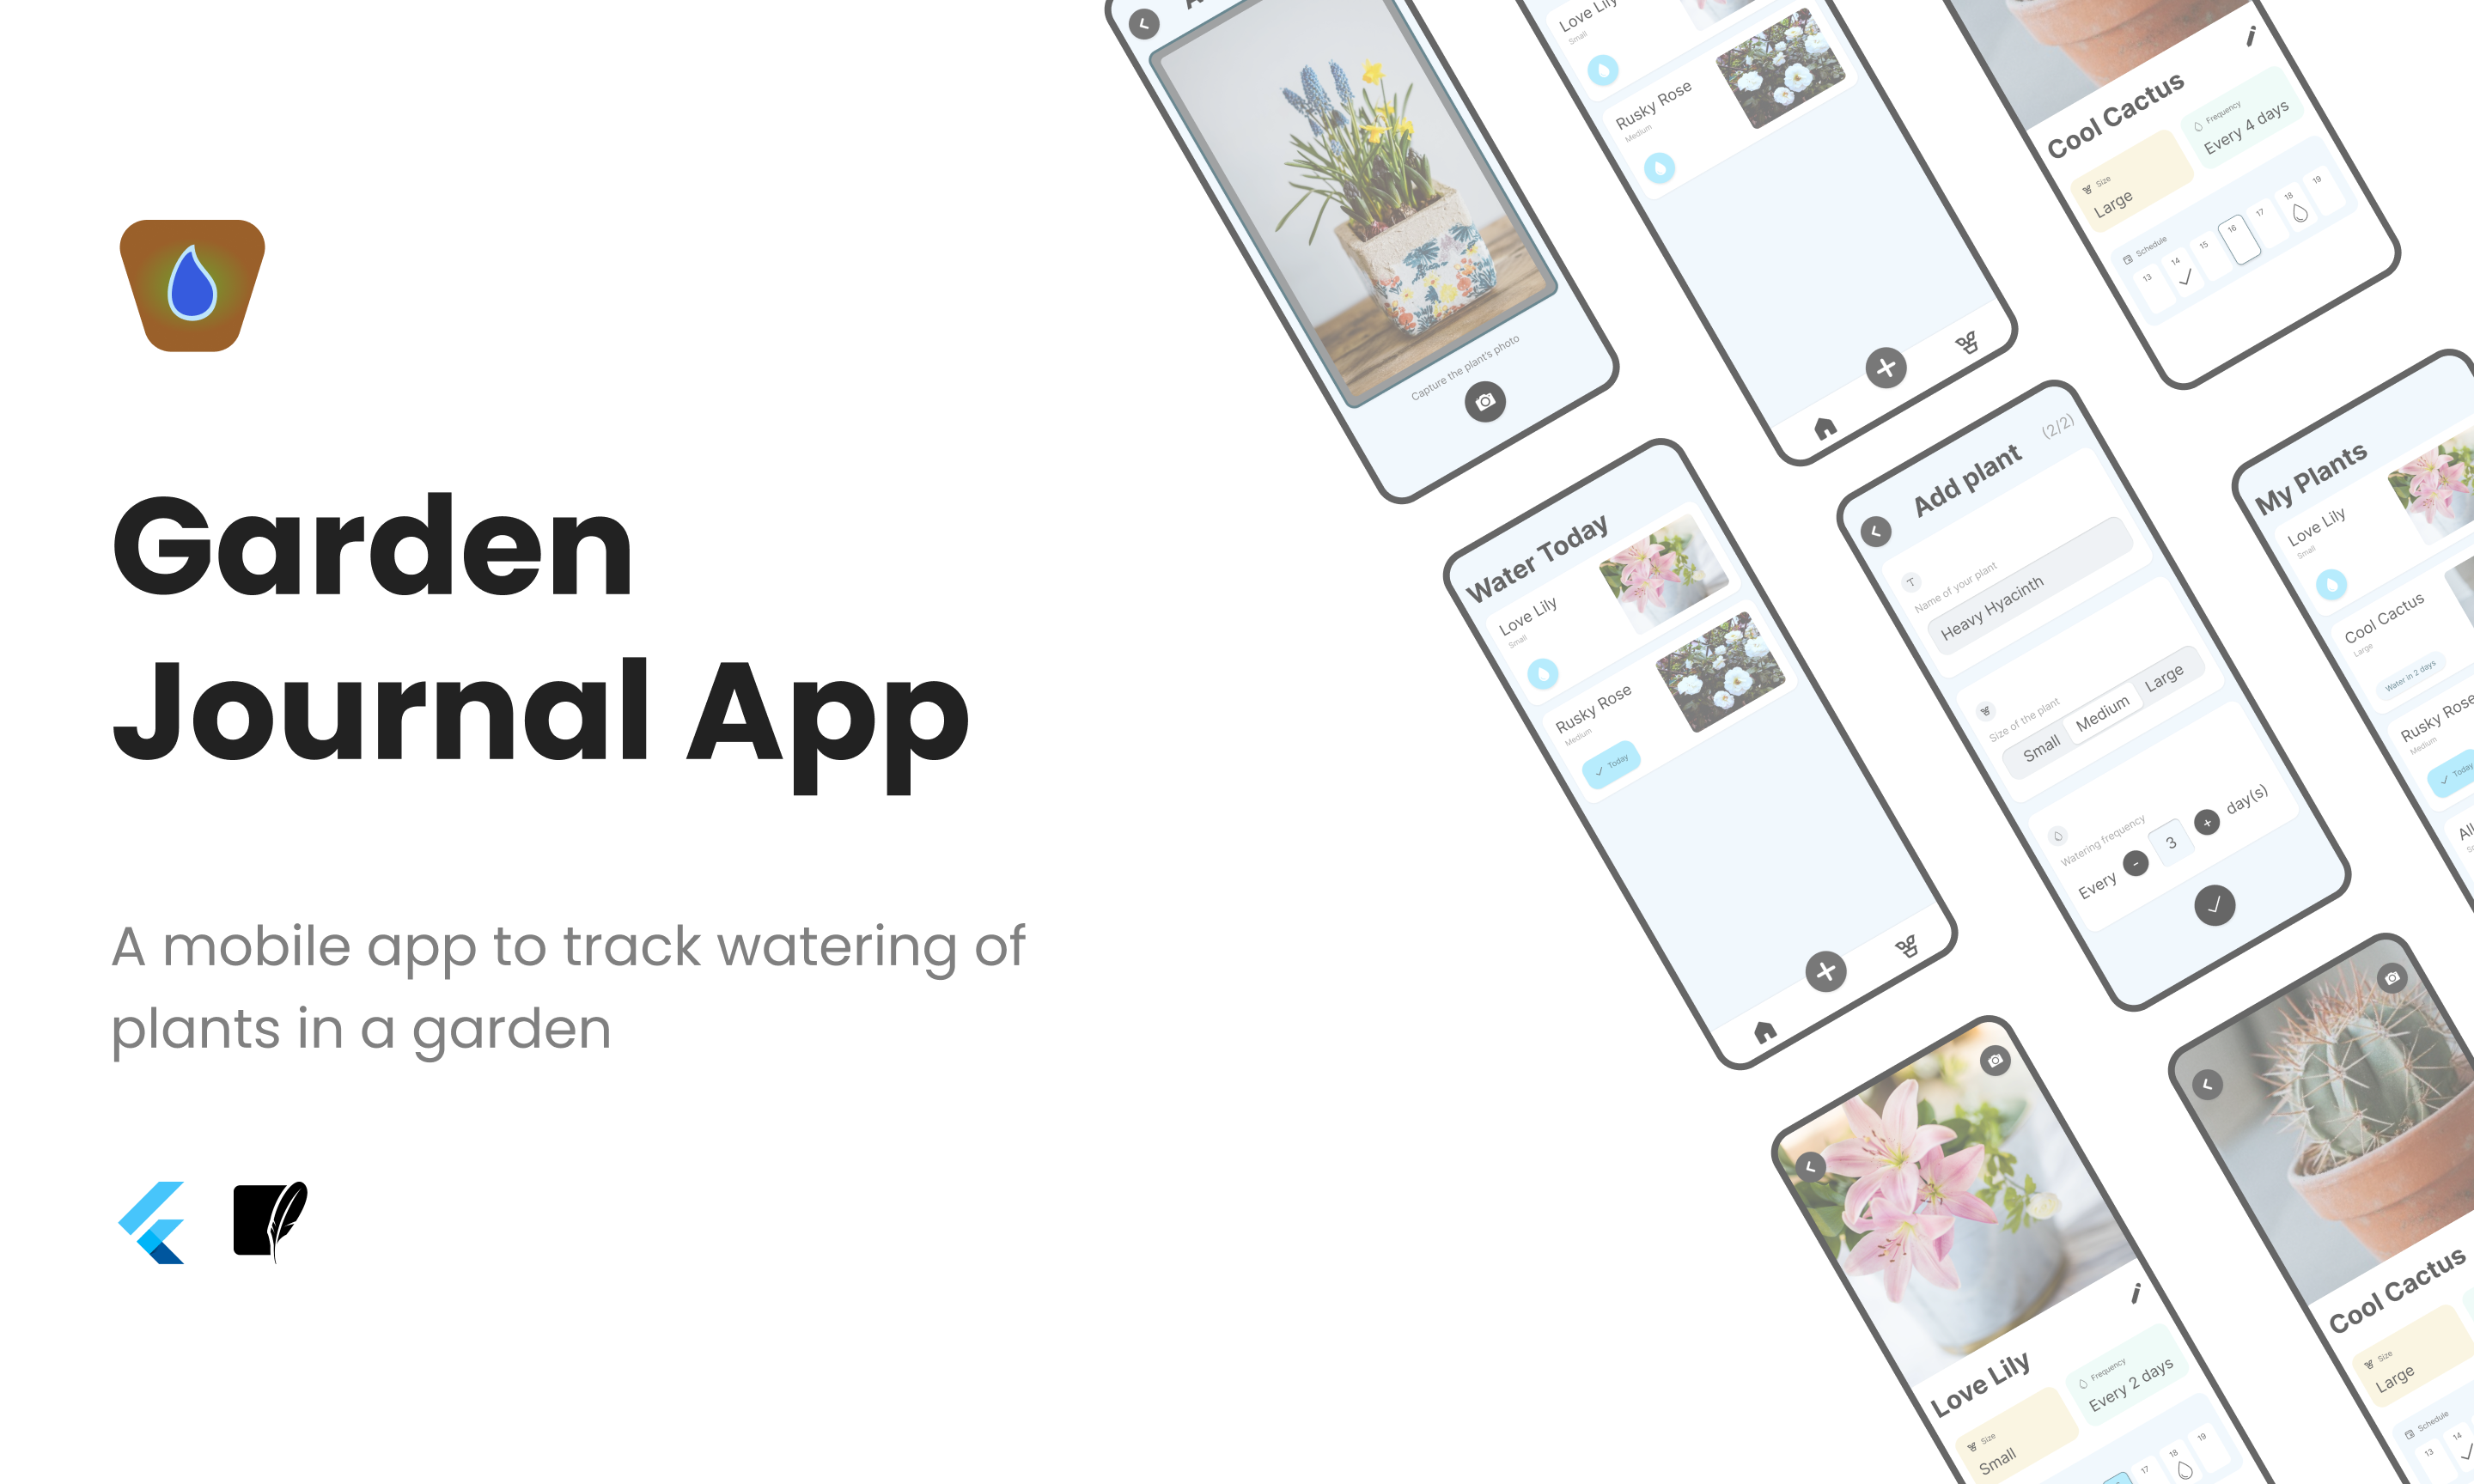 Garden
Journal App
A mobile app to track watering of
plants in a garden
Capture the plant's photo
Love Lily
Small
Rusky Rose
Medium
Cool Cactus
Size
Large
Frequency
Every 4 days
Schedule
13
14
15
16
17
18
19
Water Today
Love Lily
Small
Rusky Rose
Medium
Today
Add plant
(2/2)
Name of your plant
Heavy Hyacinth
Size of the plant
Small
Medium
Large
Watering frequency
Every
-
3
+
day(s)
My Plants
Love Lily
Small
Cool Cactus
Large
Water in 2 days
Rusky Rose
Medium
Today
Love Lily
Size
Small
Frequency
Every 2 days
17
18
19
Cool Cactus
Size
Large
Schedule
13
14